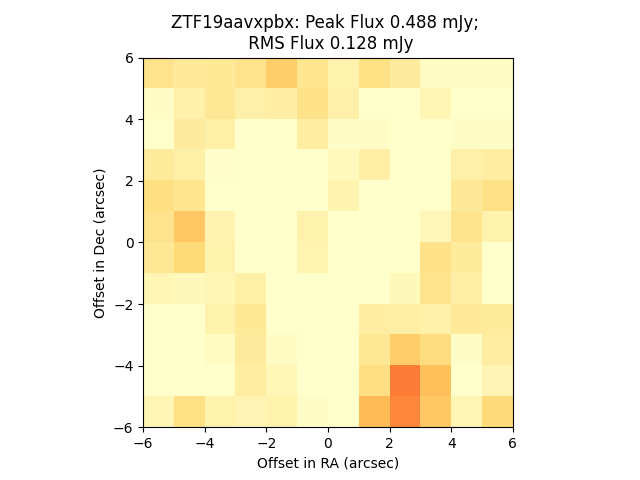 ZTF19aavxpbx: Peak Flux 0.488 mJy;
RMS Flux 0.128 mJy
6
4
2
0
−2
−4
−6
Offset in Dec (arcsec)
−6 −4 −2 0 2 4 6
Offset in RA (arcsec)